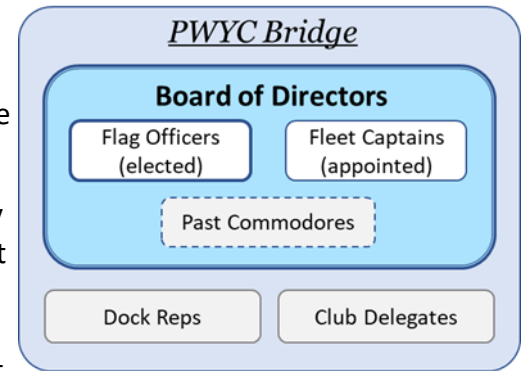 PWYC Bridge
Board of Directors
Flag Officers
(elected)
Fleet Captains
(appointed)
Past Commodores
Dock Reps
Club Delegates